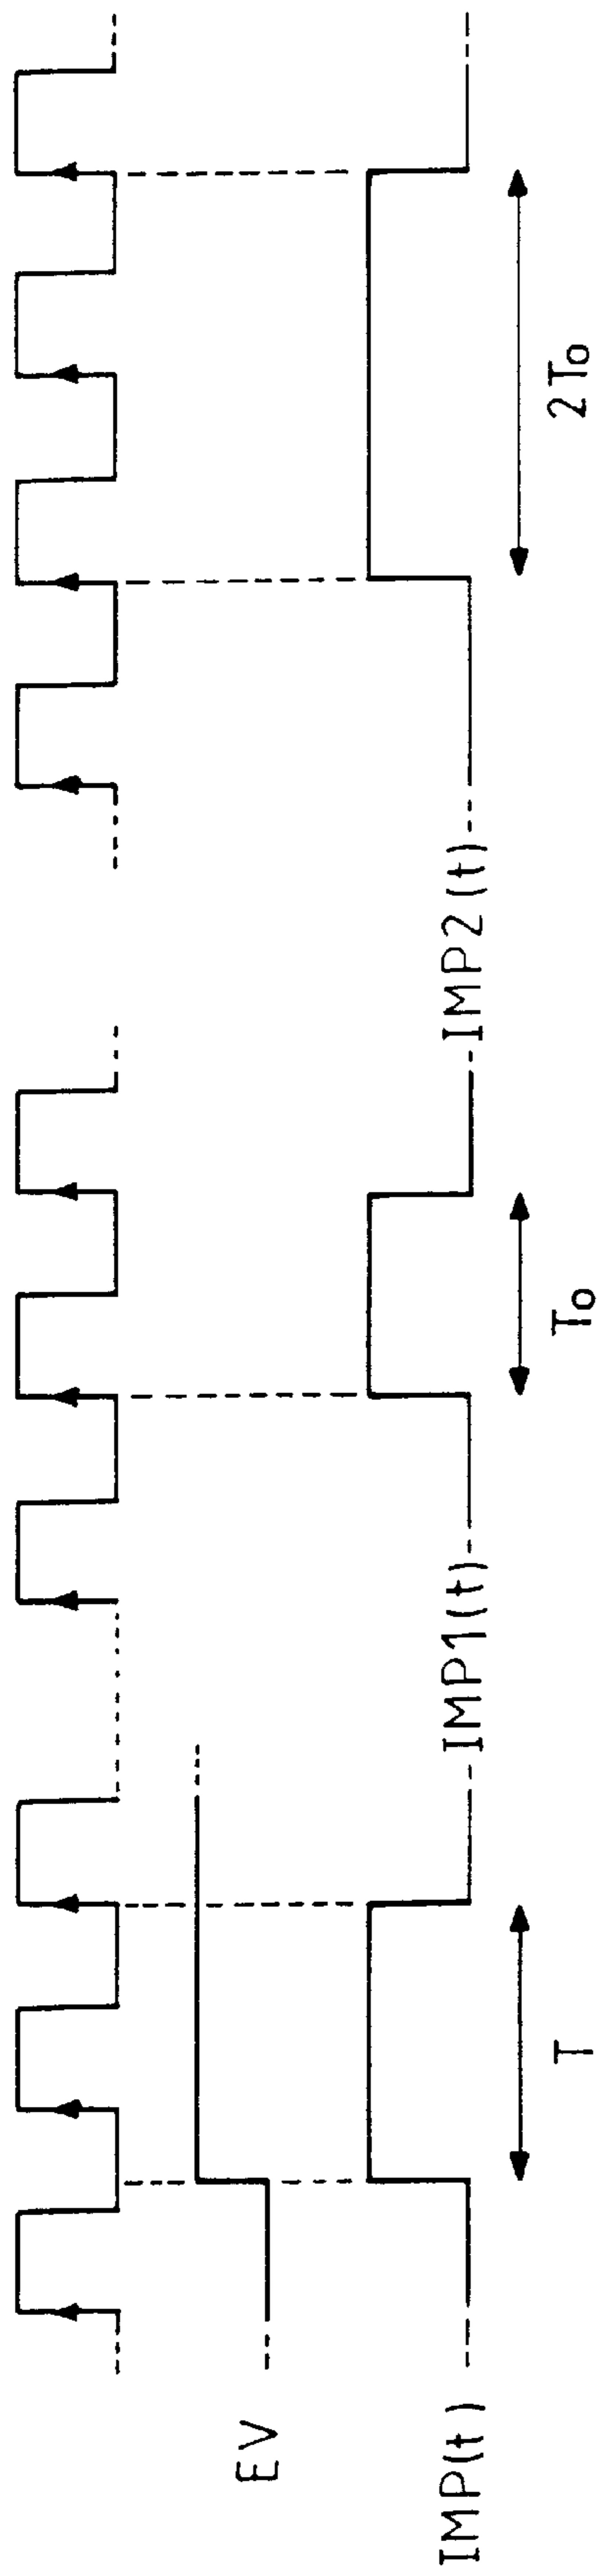 EV
IMP(t)
IMP1(t)
IMP2(t)
T
To
2To